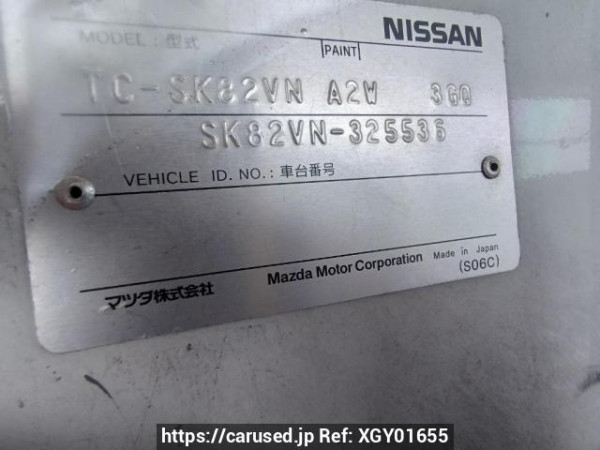 NISSAN
MODEL: 型式
PAINT
TC-SK82VN A2W 3GQ
SK82VN-325536
VEHICLE ID. NO.: 車台番号
マツダ株式会社 Mazda Motor Corporation Made in Japan
(S06C)
https://carused.jp Ref: XGY01655